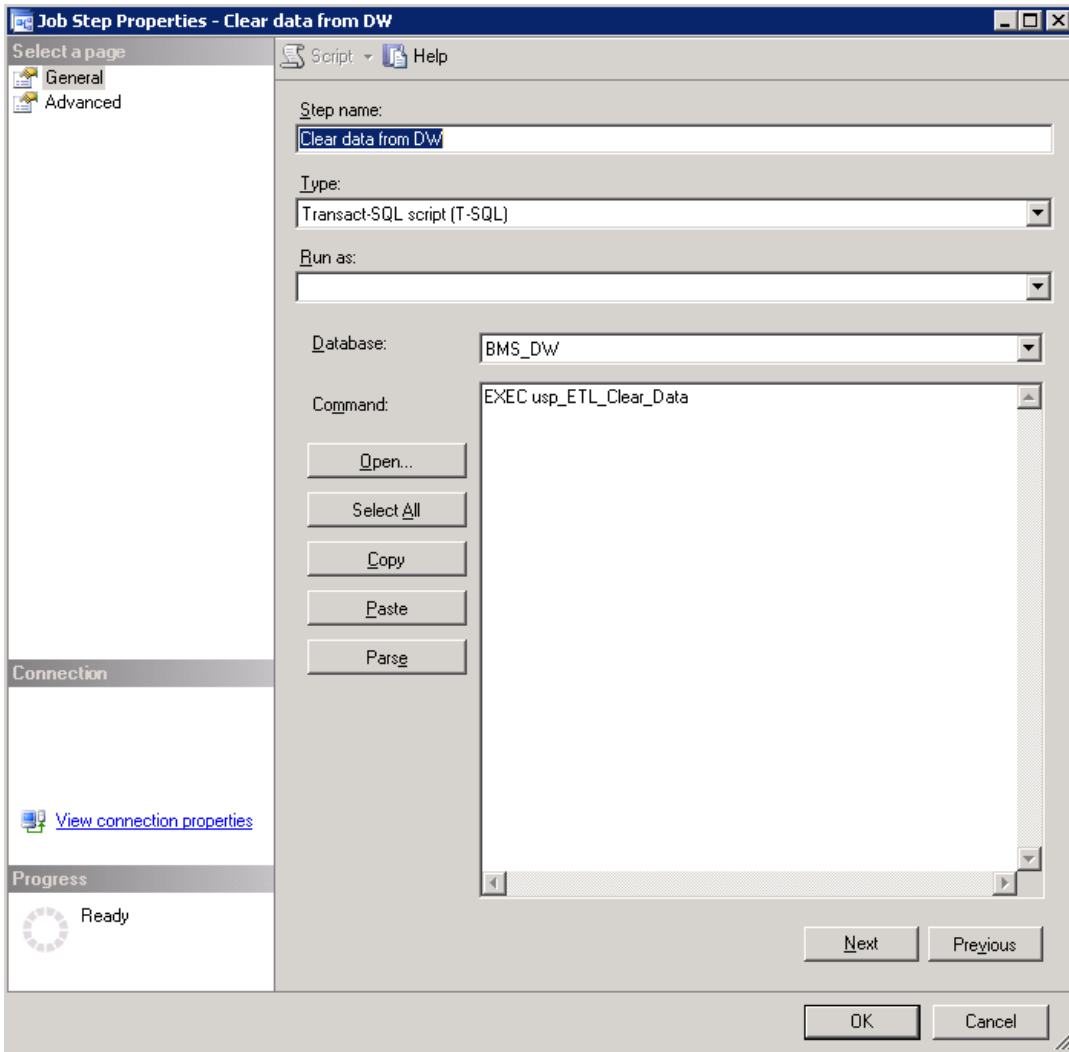 Job Step Properties - Clear data from DW
Select a page
General
Advanced
Script
Help
Step name:
Clear data from DW
Type:
Transact-SQL script (T-SQL)
Run as:
Database:
BMS_DW
Command:
EXEC usp_ETL_Clear_Data
Open...
Select All
Copy
Paste
Parse
Connection
View connection properties
Progress
Ready
Next
Previous
OK
Cancel